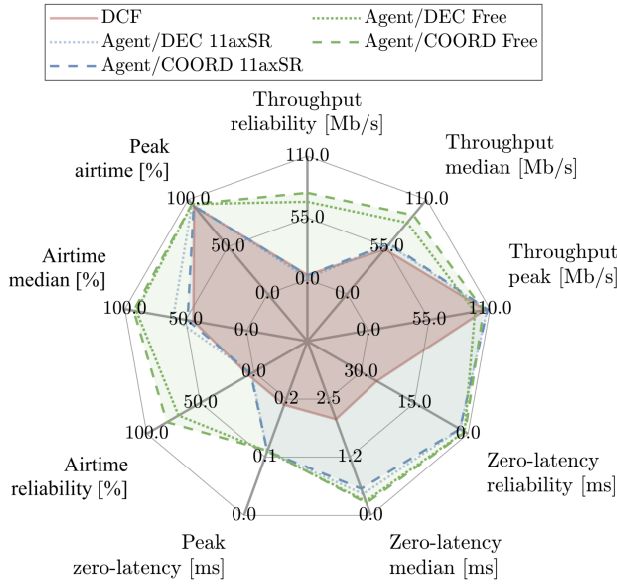 DCF
Agent/DEC 11axSR
Agent/COORD 11axSR
Agent/DEC Free
Agent/COORD Free
Throughput
reliability [Mb/s]
110.0
55.0
0.0
Throughput
median [Mb/s]
110.0
55.0
0.0
Throughput
peak [Mb/s]
110.0
55.0
0.0
Zero-latency
reliability [ms]
0.0
15.0
30.0
Zero-latency
median [ms]
0.0
1.2
2.5
Peak
zero-latency [ms]
0.0
0.1
0.2
Airtime
reliability [%]
100.0
50.0
0.0
Airtime
median [%]
100.0
50.0
0.0
Peak
airtime [%]
100.0
50.0
0.0